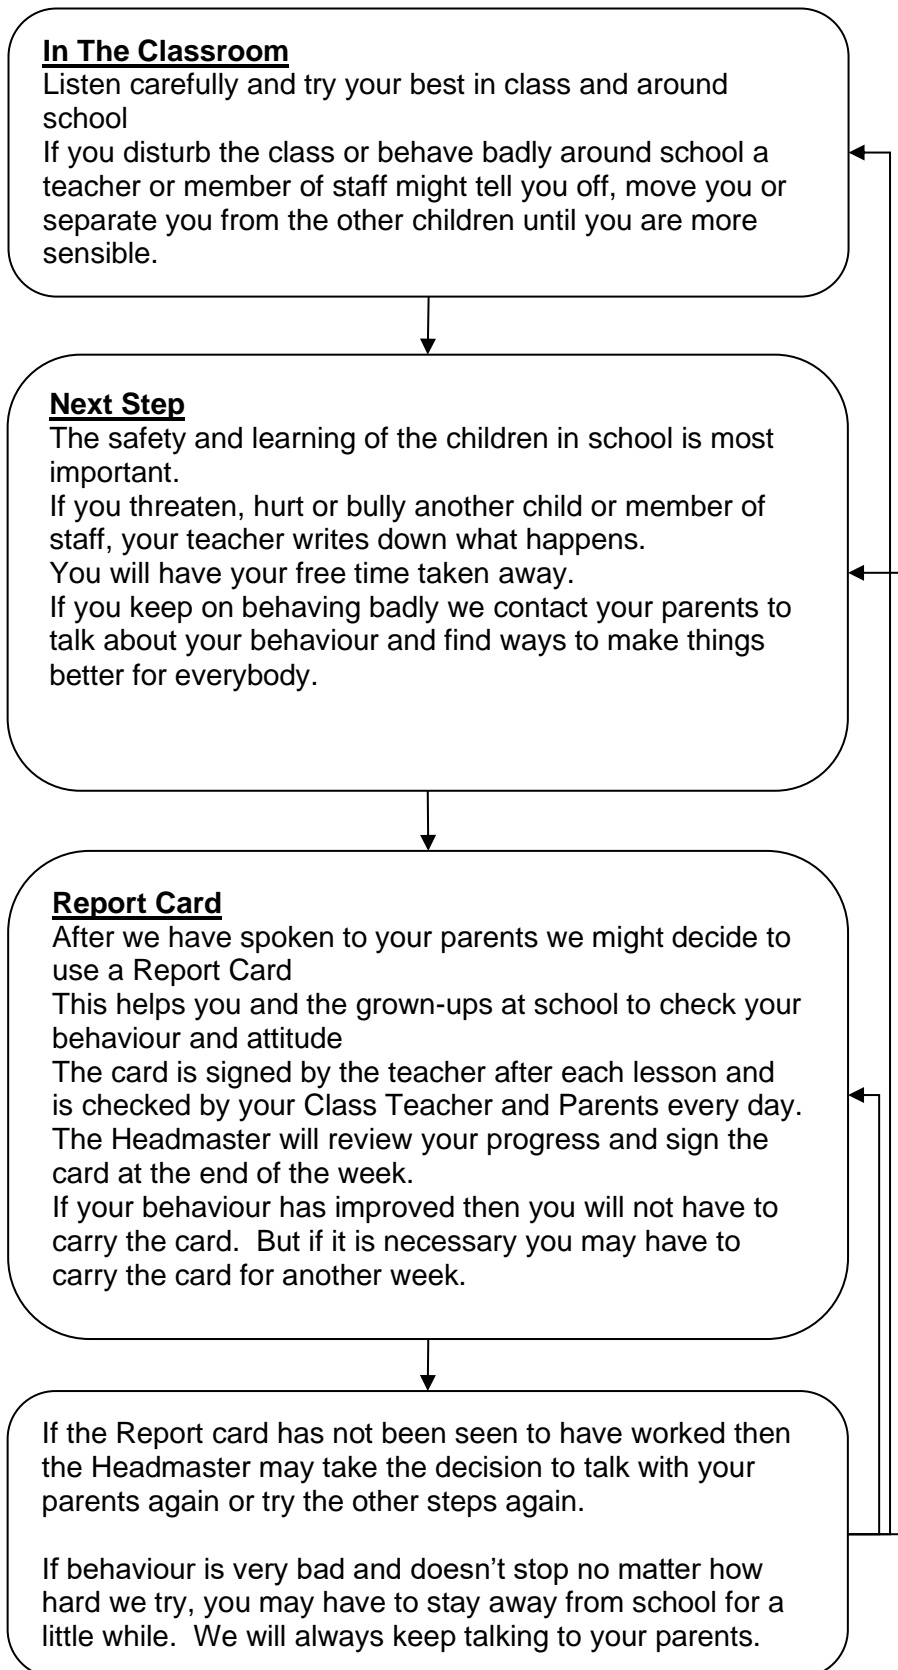 In The Classroom
Listen carefully and try your best in class and around
school
If you disturb the class or behave badly around school a
teacher or member of staff might tell you off, move you or
separate you from the other children until you are more
sensible.
Next Step
The safety and learning of the children in school is most
important.
If you threaten, hurt or bully another child or member of
staff, your teacher writes down what happens.
You will have your free time taken away.
If you keep on behaving badly we contact your parents to
talk about your behaviour and find ways to make things
better for everybody.
Report Card
After we have spoken to your parents we might decide to
use a Report Card
This helps you and the grown-ups at school to check your
behaviour and attitude
The card is signed by the teacher after each lesson and
is checked by your Class Teacher and Parents every day.
The Headmaster will review your progress and sign the
card at the end of the week.
If your behaviour has improved then you will not have to
carry the card.  But if it is necessary you may have to
carry the card for another week.
If the Report card has not been seen to have worked then
the Headmaster may take the decision to talk with your
parents again or try the other steps again.
If behaviour is very bad and doesn’t stop no matter how
hard we try, you may have to stay away from school for a
little while.  We will always keep talking to your parents.